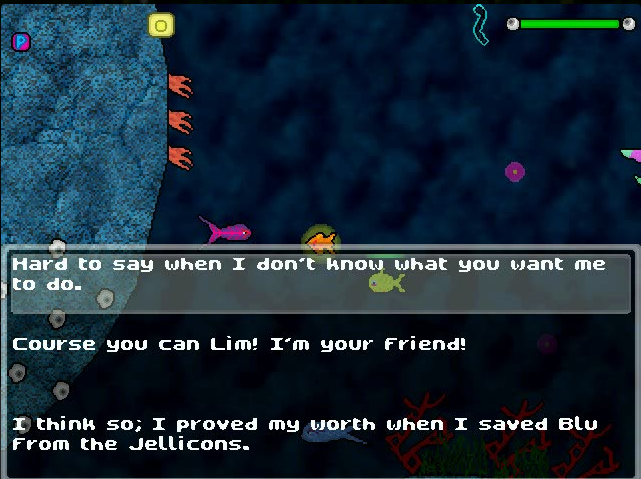 P
O
Hard to say when I don't know what you want me
to do.
Course you can Lim! I'm your friend!
I think so; I proved my worth when I saved Blu
from the Jellicons.